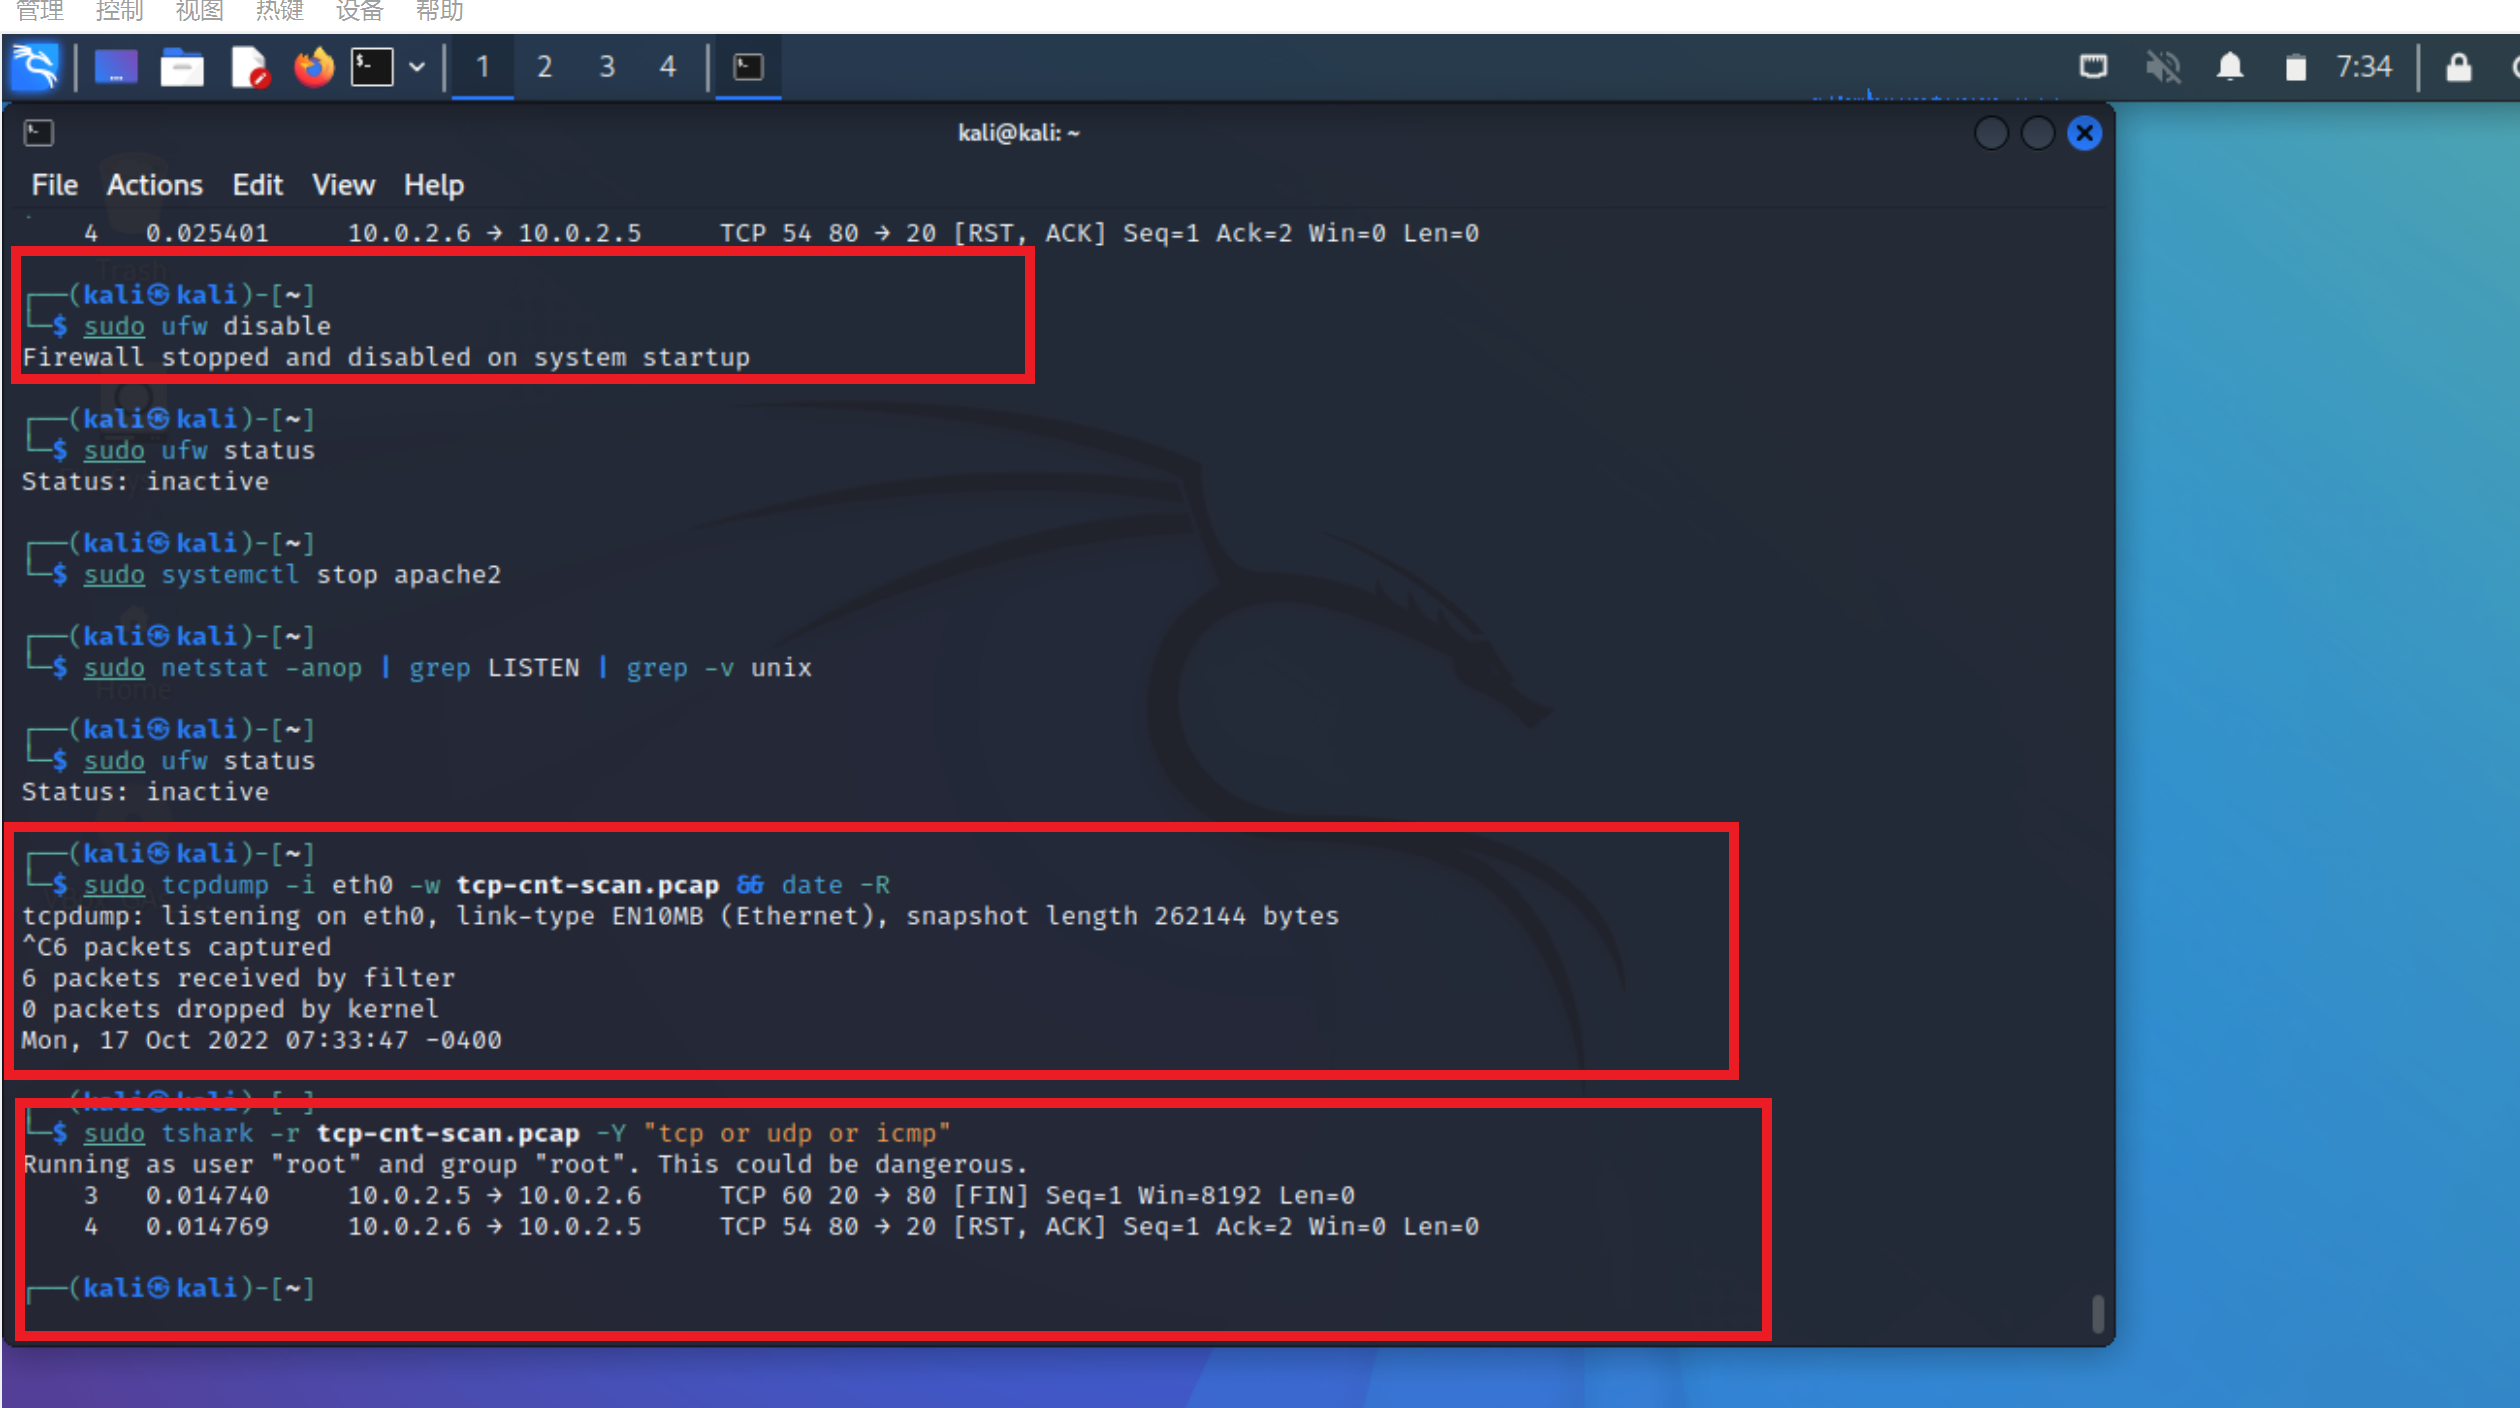 管理 控制 视图 热键 设备 帮助
1 2 3 4 7:34
kali@kali: ~
File Actions Edit View Help
4 0.025401 10.0.2.6 → 10.0.2.5 TCP 54 80 → 20 [RST, ACK] Seq=1 Ack=2 Win=0 Len=0
Trash
┌──(kali㉿kali)-[~]
└─$ sudo ufw disable
Firewall stopped and disabled on system startup
┌──(kali㉿kali)-[~]
└─$ sudo ufw status
Status: inactive
┌──(kali㉿kali)-[~]
└─$ sudo systemctl stop apache2
┌──(kali㉿kali)-[~]
└─$ sudo netstat -anop | grep LISTEN | grep -v unix
Home
┌──(kali㉿kali)-[~]
└─$ sudo ufw status
Status: inactive
┌──(kali㉿kali)-[~]
└─$ sudo tcpdump -i eth0 -w tcp-cnt-scan.pcap && date -R
tcpdump: listening on eth0, link-type EN10MB (Ethernet), snapshot length 262144 bytes
^C6 packets captured
6 packets received by filter
0 packets dropped by kernel
Mon, 17 Oct 2022 07:33:47 -0400
┌──(kali㉿kali)-[~]
└─$ sudo tshark -r tcp-cnt-scan.pcap -Y "tcp or udp or icmp"
Running as user "root" and group "root". This could be dangerous.
3 0.014740 10.0.2.5 → 10.0.2.6 TCP 60 20 → 80 [FIN] Seq=1 Win=8192 Len=0
4 0.014769 10.0.2.6 → 10.0.2.5 TCP 54 80 → 20 [RST, ACK] Seq=1 Ack=2 Win=0 Len=0
┌──(kali㉿kali)-[~]